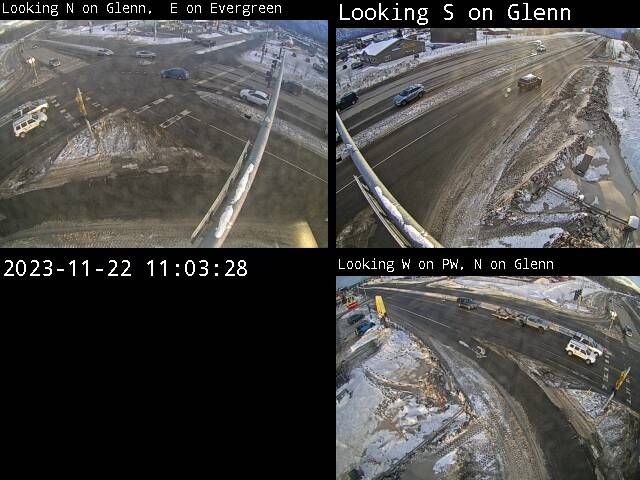 Looking N on Glenn,  E on Evergreen
Looking S on Glenn
2023-11-22 11:03:28
Looking W on PW, N on Glenn